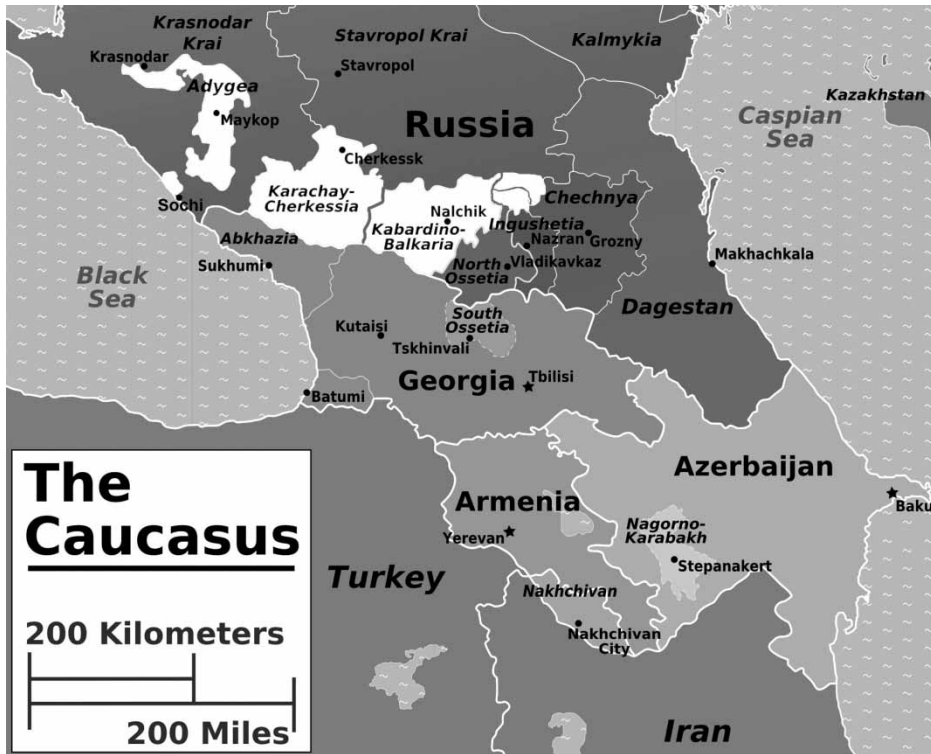 Krasnodar
Krai
Stavropol Krai
Kalmykia
Krasnodar
Stavropol
Adygea
Kazakhstan
Maykop
Russia
Caspian
Sea
Cherkessk
Karachay-
Cherkessia
Chechnya
Sochi
Nalchik
Kabardino-
Balkaria
Ingushetia
Nazran
Grozny
Abkhazia
Sukhumi
North
Ossetia
Vladikavkaz
Makhachkala
Black
Sea
Dagestan
Kutaisi
South
Ossetia
Tskhinvali
Georgia
Tbilisi
Batumi
Azerbaijan
Armenia
Baku
Nagorno-
Karabakh
Yerevan
Stepanakert
Turkey
Nakhchivan
Nakhchivan
City
Iran
The
Caucasus
200 Kilometers
200 Miles